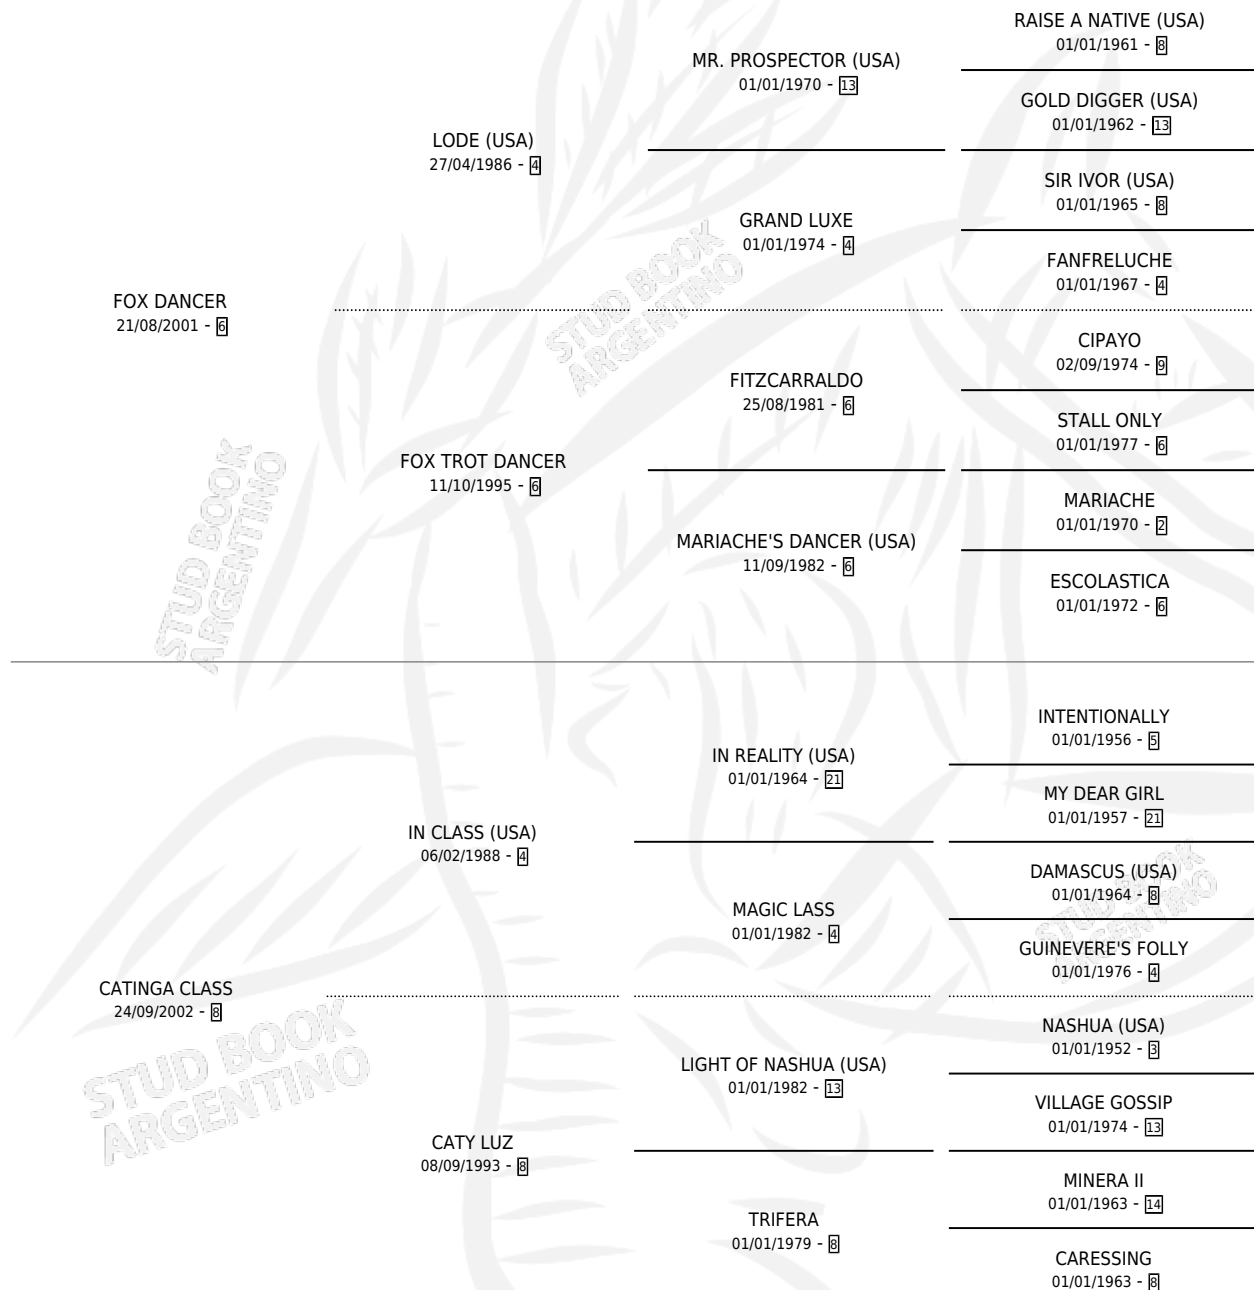 RAISE A NATIVE (USA)
01/01/1961 - 8
MR. PROSPECTOR (USA)
01/01/1970 - 13
GOLD DIGGER (USA)
01/01/1962 - 13
LODE (USA)
27/04/1986 - 4
SIR IVOR (USA)
01/01/1965 - 8
GRAND LUXE
01/01/1974 - 4
FANFRELUCHE
01/01/1967 - 4
STUD BOOK
ARGENTINO
FOX DANCER
21/08/2001 - 6
CIPAYO
02/09/1974 - 9
FITZCARRALDO
25/08/1981 - 6
STALL ONLY
01/01/1977 - 6
FOX TROT DANCER
11/10/1995 - 6
MARIACHE
01/01/1970 - 2
MARIACHE'S DANCER (USA)
11/09/1982 - 6
ESCOLASTICA
01/01/1972 - 6
STUD BOOK
ARGENTINO
INTENTIONALLY
01/01/1956 - 5
IN REALITY (USA)
01/01/1964 - 21
MY DEAR GIRL
01/01/1957 - 21
IN CLASS (USA)
06/02/1988 - 4
DAMASCUS (USA)
01/01/1964 - 8
MAGIC LASS
01/01/1982 - 4
GUINEVERE'S FOLLY
01/01/1976 - 4
STUD BOOK
ARGENTINO
CATINGA CLASS
24/09/2002 - 8
NASHUA (USA)
01/01/1952 - 3
LIGHT OF NASHUA (USA)
01/01/1982 - 13
VILLAGE GOSSIP
01/01/1974 - 13
STUD BOOK
ARGENTINO
CATY LUZ
08/09/1993 - 8
MINERA II
01/01/1963 - 14
TRIFERA
01/01/1979 - 8
CARESSING
01/01/1963 - 8